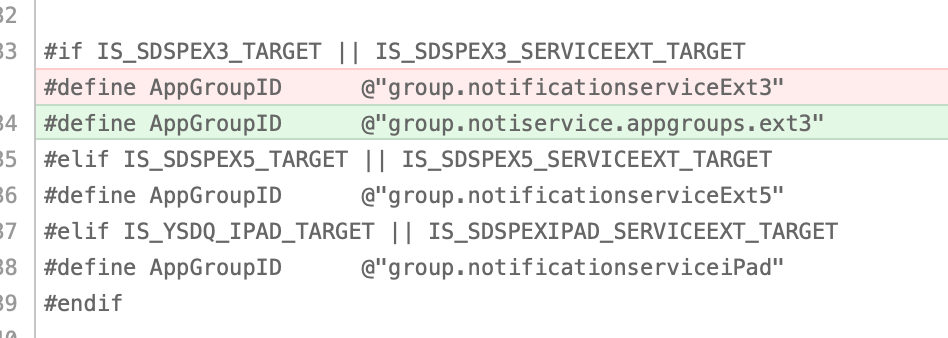 32
33 #if IS_SDSPEX3_TARGET || IS_SDSPEX3_SERVICEEXT_TARGET
#define AppGroupID      @"group.notificationserviceExt3"
34 #define AppGroupID      @"group.notiservice.appgroups.ext3"
35 #elif IS_SDSPEX5_TARGET || IS_SDSPEX5_SERVICEEXT_TARGET
36 #define AppGroupID      @"group.notificationserviceExt5"
37 #elif IS_YSDQ_IPAD_TARGET || IS_SDSPEXIPAD_SERVICEEXT_TARGET
38 #define AppGroupID      @"group.notificationserviceiPad"
39 #endif